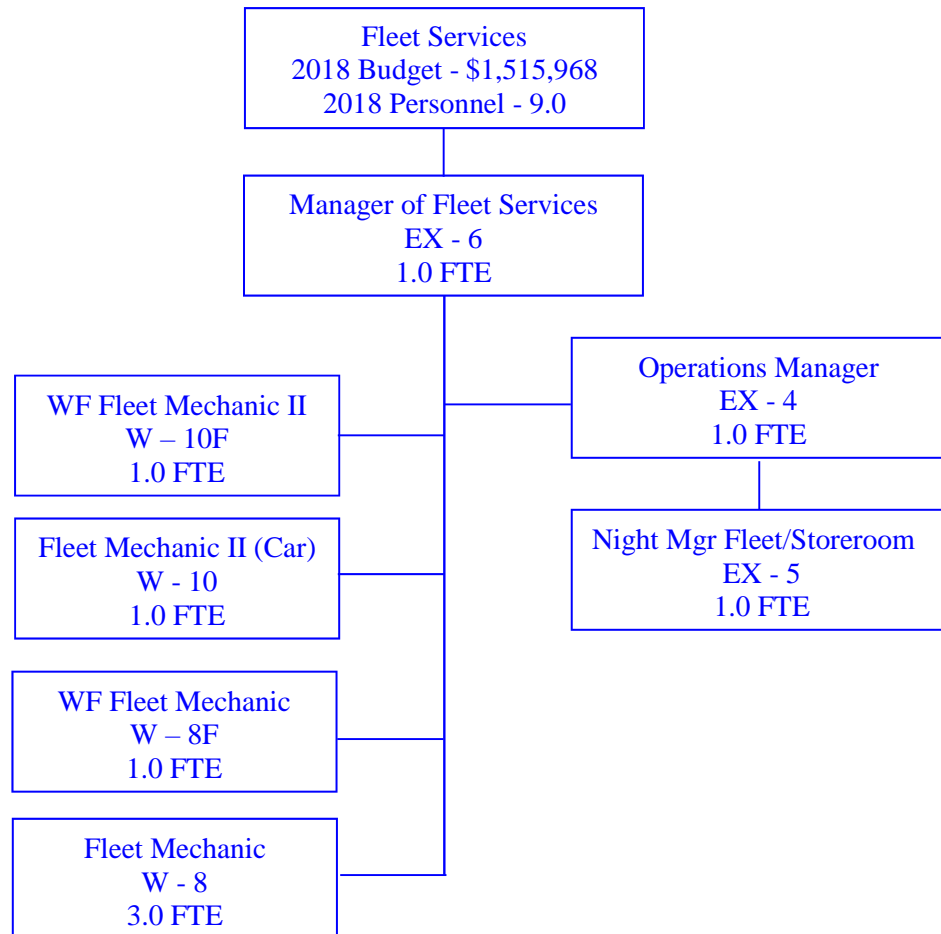 Fleet Services
2018 Budget - $1,515,968
2018 Personnel - 9.0
Manager of Fleet Services
EX - 6
1.0 FTE
Operations Manager
EX - 4
1.0 FTE
WF Fleet Mechanic II
W – 10F
1.0 FTE
Night Mgr Fleet/Storeroom
EX - 5
1.0 FTE
Fleet Mechanic II (Car)
W - 10
1.0 FTE
WF Fleet Mechanic
W – 8F
1.0 FTE
Fleet Mechanic
W - 8
3.0 FTE